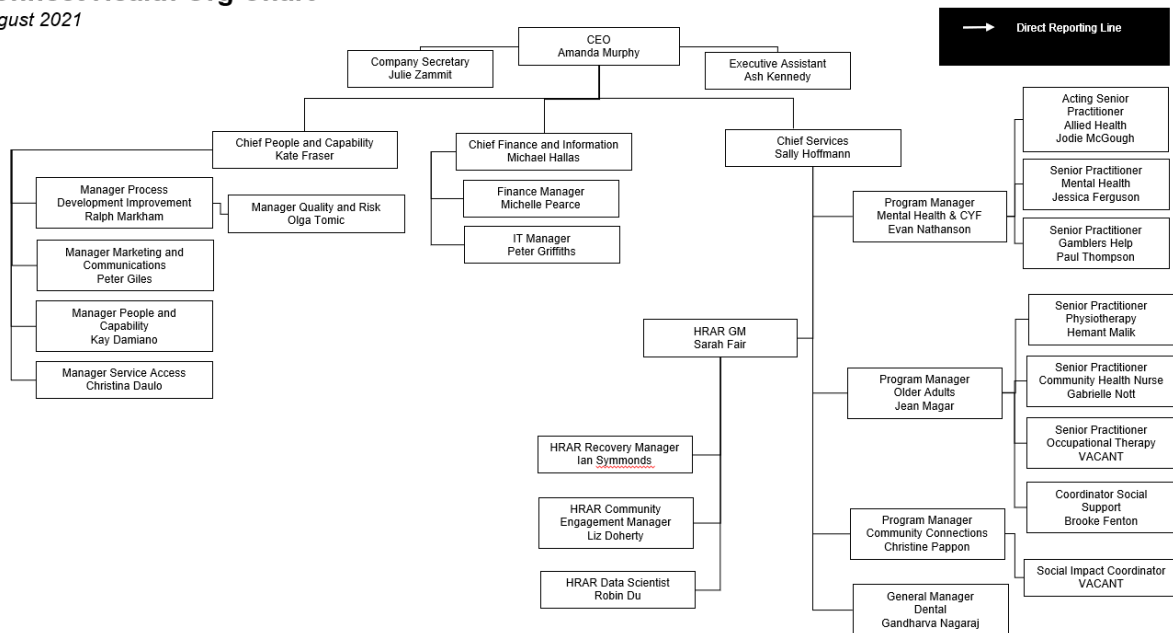 gust 2021
Direct Reporting Line
CEO
Amanda Murphy
Company Secretary
Julie Zammit
Executive Assistant
Ash Kennedy
Chief People and Capability
Kate Fraser
Chief Finance and Information
Michael Hallas
Chief Services
Sally Hoffmann
Manager Process
Development Improvement
Ralph Markham
Manager Quality and Risk
Olga Tomic
Manager Marketing and
Communications
Peter Giles
Manager People and
Capability
Kay Damiano
Manager Service Access
Christina Daulo
Finance Manager
Michelle Pearce
IT Manager
Peter Griffiths
HRAR GM
Sarah Fair
HRAR Recovery Manager
Ian Symmonds
HRAR Community
Engagement Manager
Liz Doherty
HRAR Data Scientist
Robin Du
Program Manager
Mental Health & CYF
Evan Nathanson
Acting Senior
Practitioner
Allied Health
Jodie McGough
Senior Practitioner
Mental Health
Jessica Ferguson
Senior Practitioner
Gamblers Help
Paul Thompson
Program Manager
Older Adults
Jean Magar
Senior Practitioner
Physiotherapy
Hemant Malik
Senior Practitioner
Community Health Nurse
Gabrielle Nott
Senior Practitioner
Occupational Therapy
VACANT
Coordinator Social
Support
Brooke Fenton
Program Manager
Community Connections
Christine Pappon
Social Impact Coordinator
VACANT
General Manager
Dental
Gandharva Nagaraj